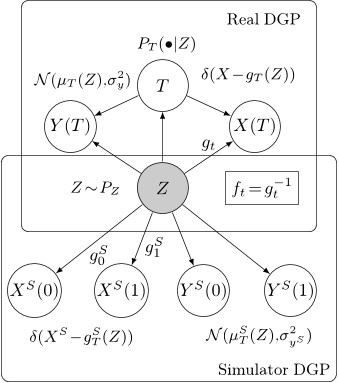 Real DGP
P_T(•|Z)
N(μ_T(Z),σ_y^2)
T
δ(X−g_T(Z))
Y(T)
X(T)
g_t
Z∼P_Z
Z
f_t=g_t^{-1}
g_0^S
g_1^S
X^S(0)
X^S(1)
Y^S(0)
Y^S(1)
δ(X^S−g_T^S(Z))
N(μ_T^S(Z),σ_{y^S}^2)
Simulator DGP